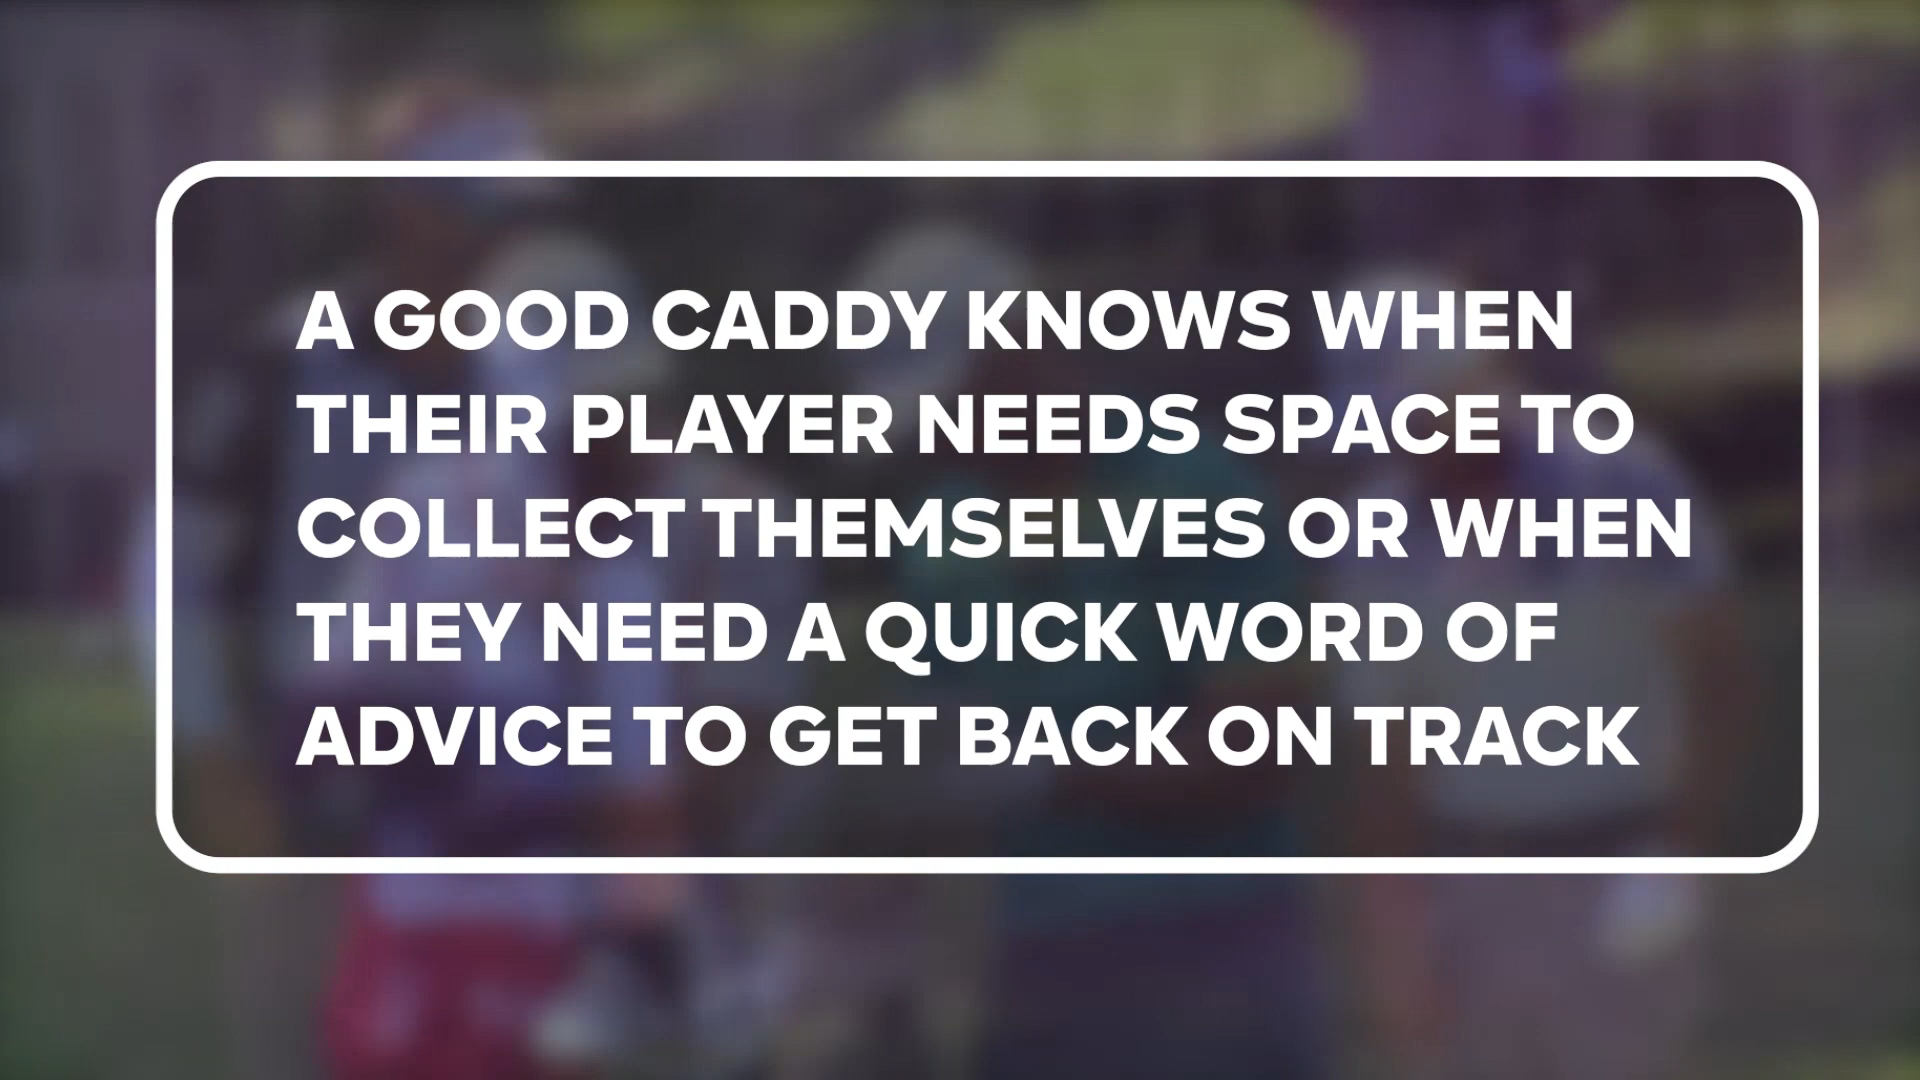 A GOOD CADDY KNOWS WHEN
THEIR PLAYER NEEDS SPACE TO
COLLECT THEMSELVES OR WHEN
THEY NEED A QUICK WORD OF
ADVICE TO GET BACK ON TRACK